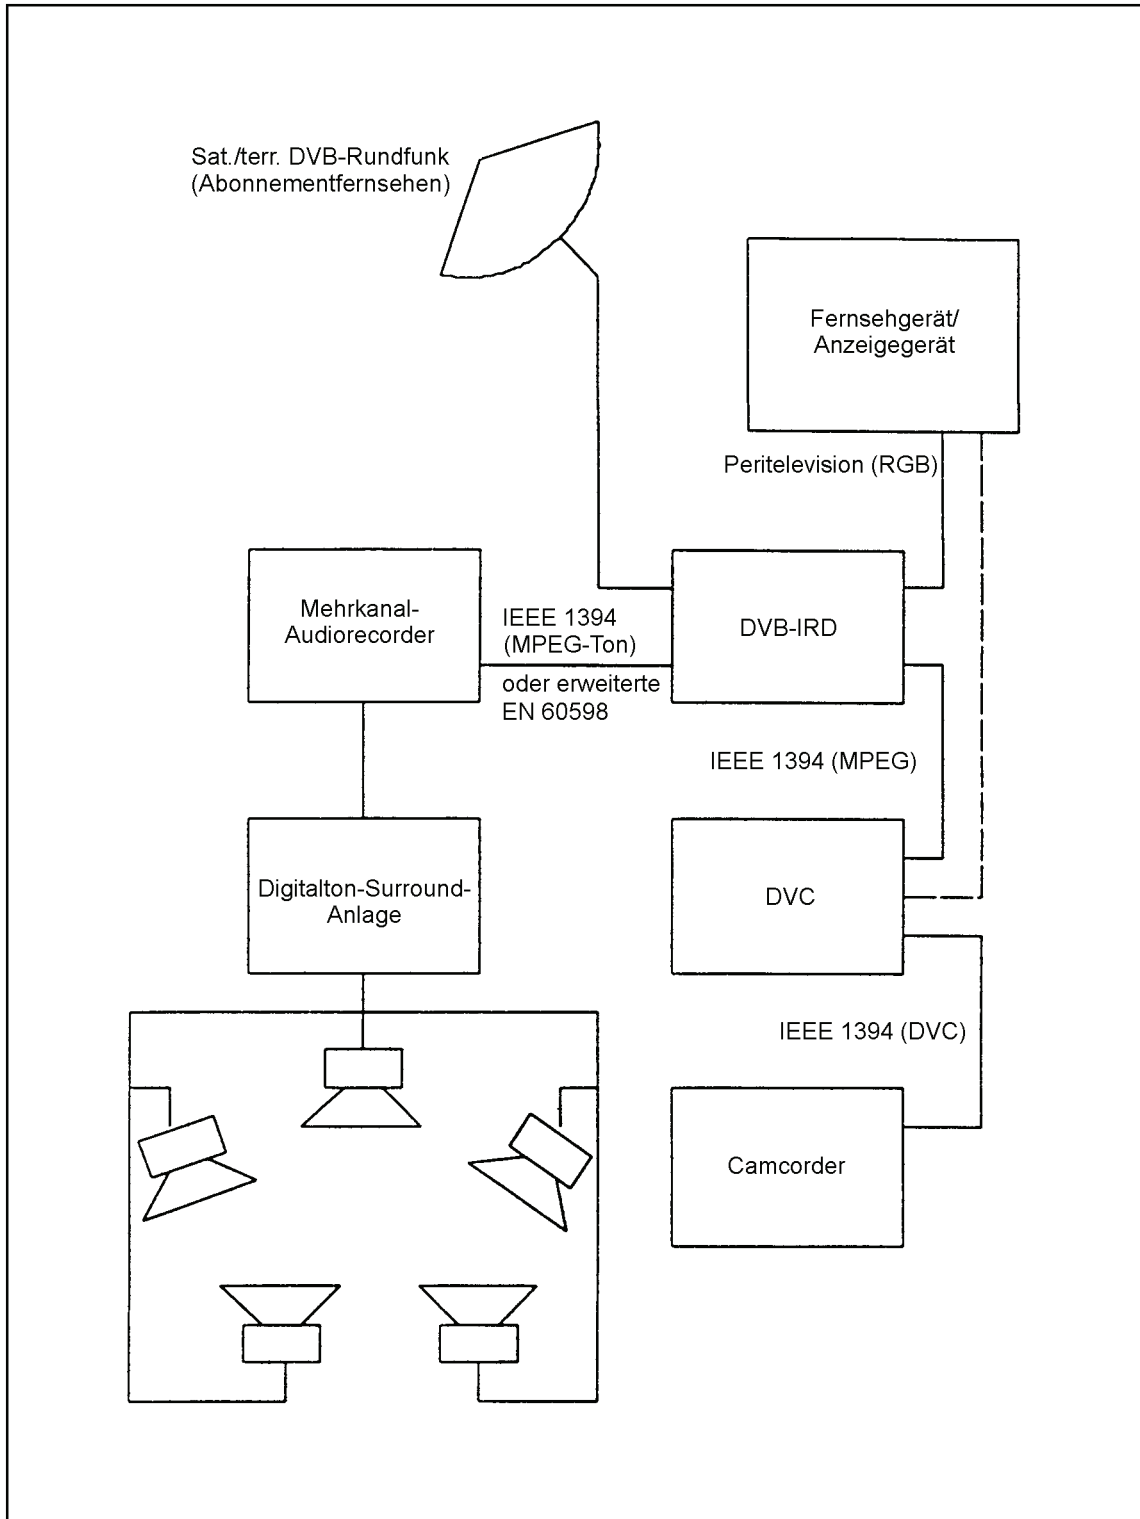 Sat./terr. DVB-Rundfunk
(Abonnementfernsehen)
Fernsehgerät/
Anzeigegerät
Peritelevision (RGB)
Mehrkanal-
Audiorecorder
IEEE 1394
(MPEG-Ton)
oder erweiterte
EN 60598
DVB-IRD
IEEE 1394 (MPEG)
Digitalton-Surround-
Anlage
DVC
IEEE 1394 (DVC)
Camcorder